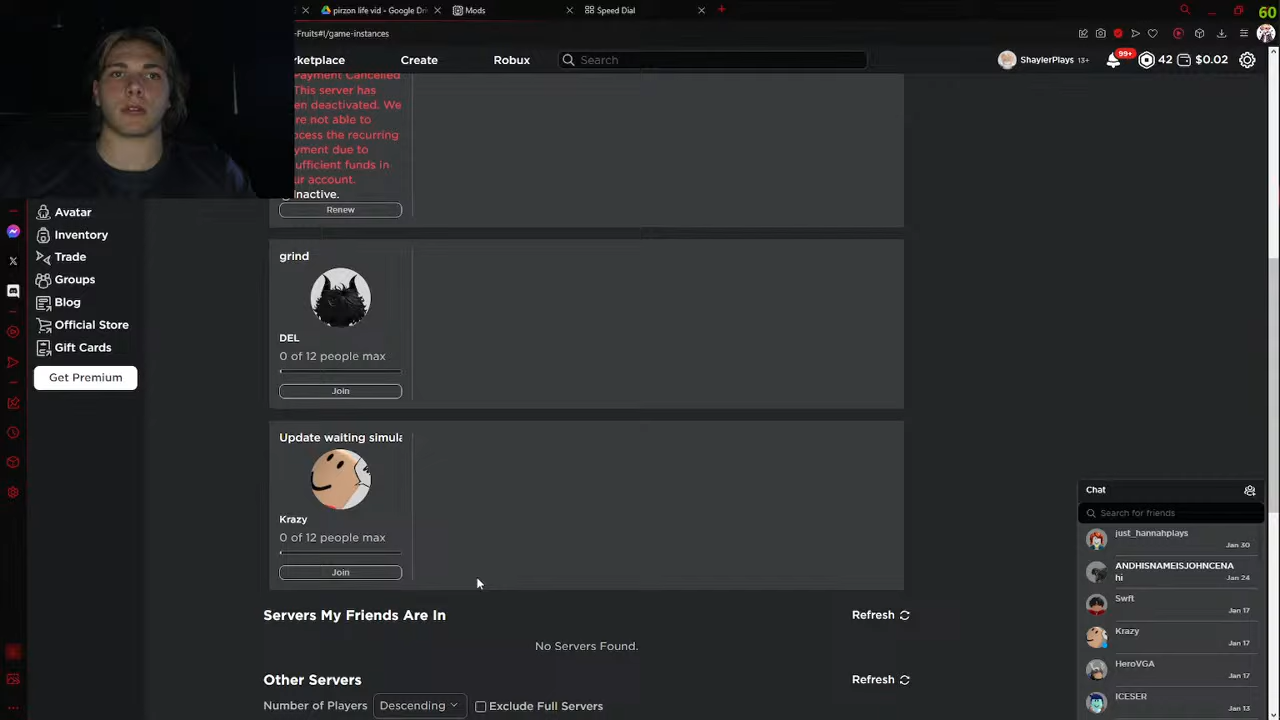 pirzon life vid - Google Dri
Mods
Speed Dial
60
-Fruits#!/game-instances
rketplace
Create
Robux
Search
ShaylerPlays 13+
99+
42
$0.02
Payment Cancelled
This server has
en deactivated. We
re not able to
ocess the recurring
yment due to
sufficient funds in
ur account.
Inactive.
Renew
Avatar
Inventory
Trade
Groups
Blog
Official Store
Gift Cards
Get Premium
grind
DEL
0 of 12 people max
Join
Update waiting simula
Krazy
0 of 12 people max
Join
Servers My Friends Are In
Refresh
No Servers Found.
Other Servers
Refresh
Number of Players
Descending
Exclude Full Servers
Chat
Search for friends
just_hannahplays
Jan 30
ANDHISNAMEISJOHNCENA
hi
Jan 24
Swft
Jan 17
Krazy
Jan 17
HeroVGA
Jan 17
ICESER
Jan 13